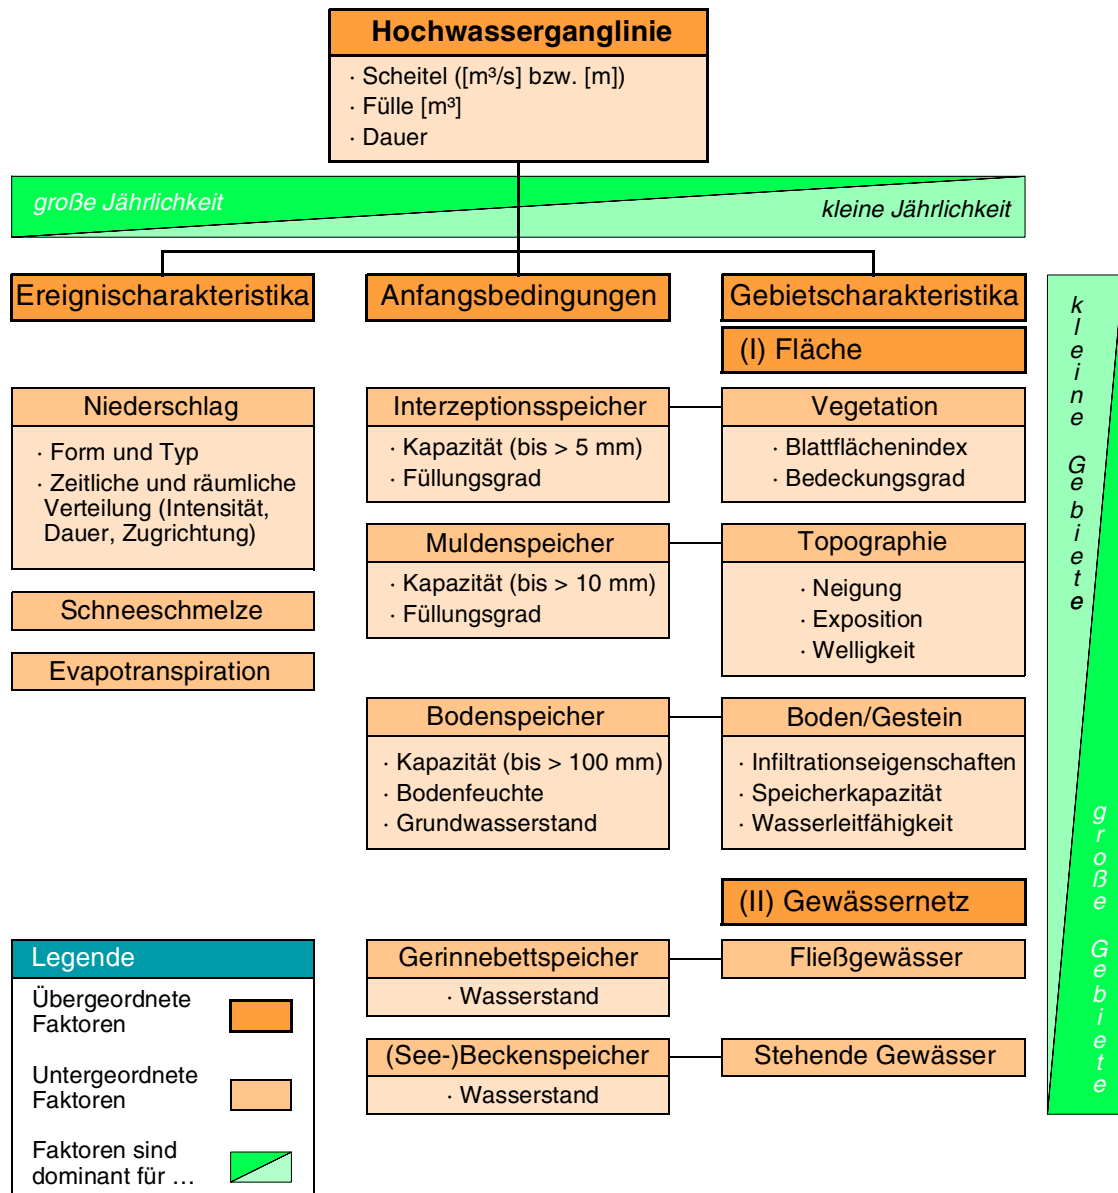 Hochwasserganglinie
· Scheitel ([m³/s] bzw. [m])
· Fülle [m³]
· Dauer
große Jährlichkeit
kleine Jährlichkeit
Ereignischarakteristika
Anfangsbedingungen
Gebietscharakteristika
(I) Fläche
Niederschlag
· Form und Typ
· Zeitliche und räumliche
Verteilung (Intensität,
Dauer, Zugrichtung)
Schneeschmelze
Evapotranspiration
Interzeptionsspeicher
· Kapazität (bis > 5 mm)
· Füllungsgrad
Vegetation
· Blattflächenindex
· Bedeckungsgrad
Muldenspeicher
· Kapazität (bis > 10 mm)
· Füllungsgrad
Topographie
· Neigung
· Exposition
· Welligkeit
Bodenspeicher
· Kapazität (bis > 100 mm)
· Bodenfeuchte
· Grundwasserstand
Boden/Gestein
· Infiltrationseigenschaften
· Speicherkapazität
· Wasserleitfähigkeit
(II) Gewässernetz
Gerinnebettspeicher
· Wasserstand
Fließgewässer
(See-)Beckenspeicher
· Wasserstand
Stehende Gewässer
kleine Gebiete
große Gebiete
Legende
Übergeordnete
Faktoren
Untergeordnete
Faktoren
Faktoren sind
dominant für …